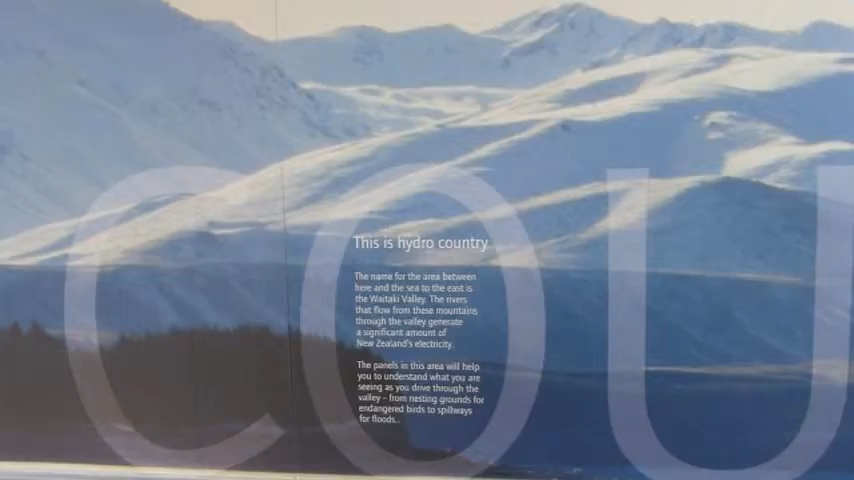 COU
This is hydro country
The name for the area between
here and the sea to the east is
the Waitaki Valley. The rivers
that flow from these mountains
through the valley generate
a significant amount of
New Zealand's electricity.
The panels in this area will help
you to understand what you are
seeing as you drive through the
valley – from nesting grounds for
endangered birds to spillways
for floods...